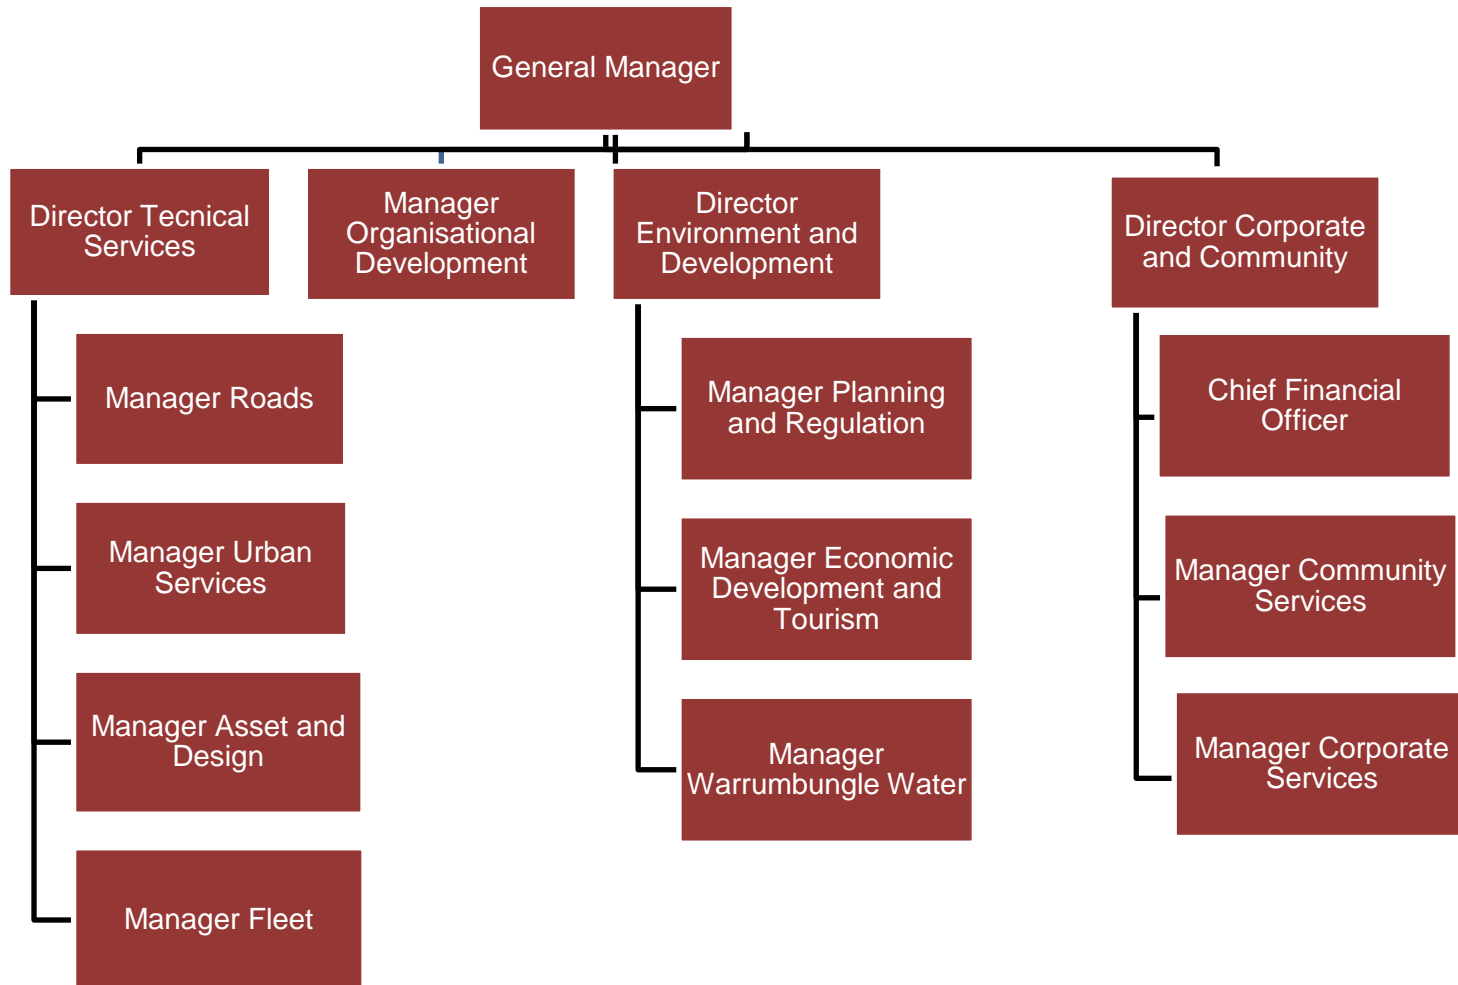 General Manager
Director Tecnical
Services
Manager
Organisational
Development
Director
Environment and
Development
Director Corporate
and Community
Manager Roads
Manager Urban
Services
Manager Asset and
Design
Manager Fleet
Manager Planning
and Regulation
Manager Economic
Development and
Tourism
Manager
Warrumbungle Water
Chief Financial
Officer
Manager Community
Services
Manager Corporate
Services